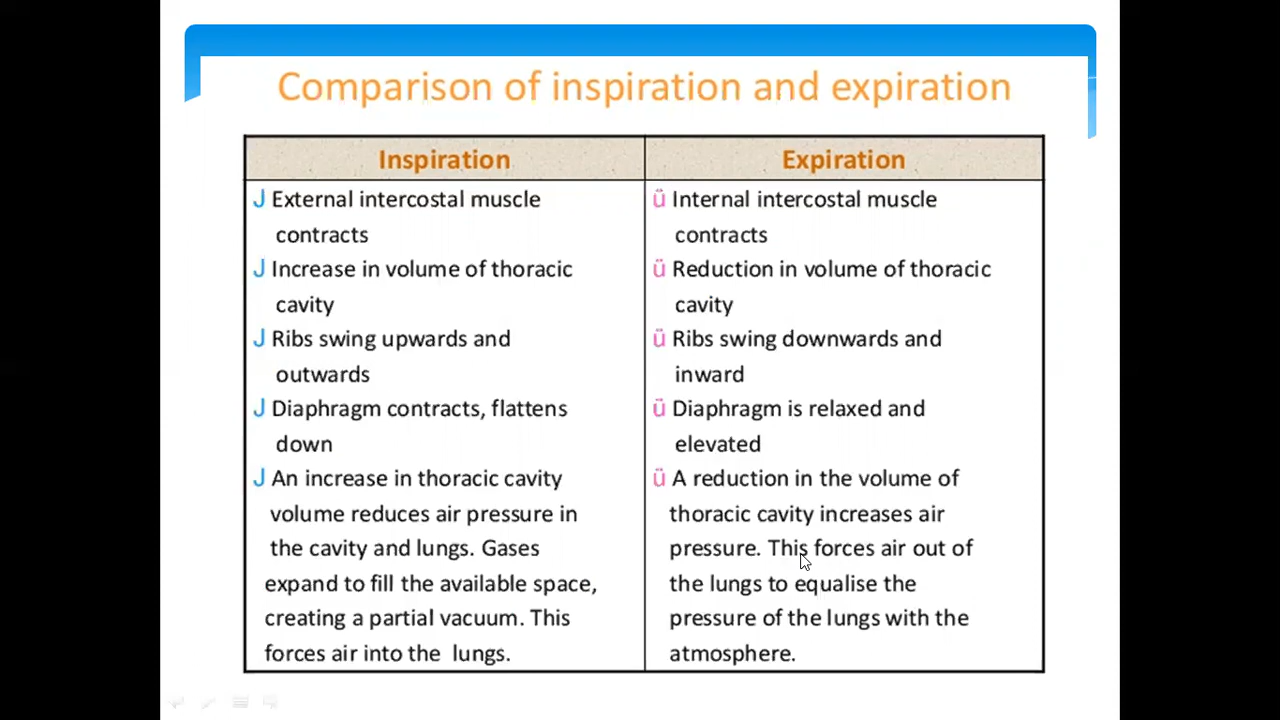 Comparison of inspiration and expiration
Inspiration
J External intercostal muscle
contracts
J Increase in volume of thoracic
cavity
J Ribs swing upwards and
outwards
J Diaphragm contracts, flattens
down
J An increase in thoracic cavity
volume reduces air pressure in
the cavity and lungs. Gases
expand to fill the available space,
creating a partial vacuum. This
forces air into the lungs.
Expiration
ü Internal intercostal muscle
contracts
ü Reduction in volume of thoracic
cavity
ü Ribs swing downwards and
inward
ü Diaphragm is relaxed and
elevated
ü A reduction in the volume of
thoracic cavity increases air
pressure. This forces air out of
the lungs to equalise the
pressure of the lungs with the
atmosphere.